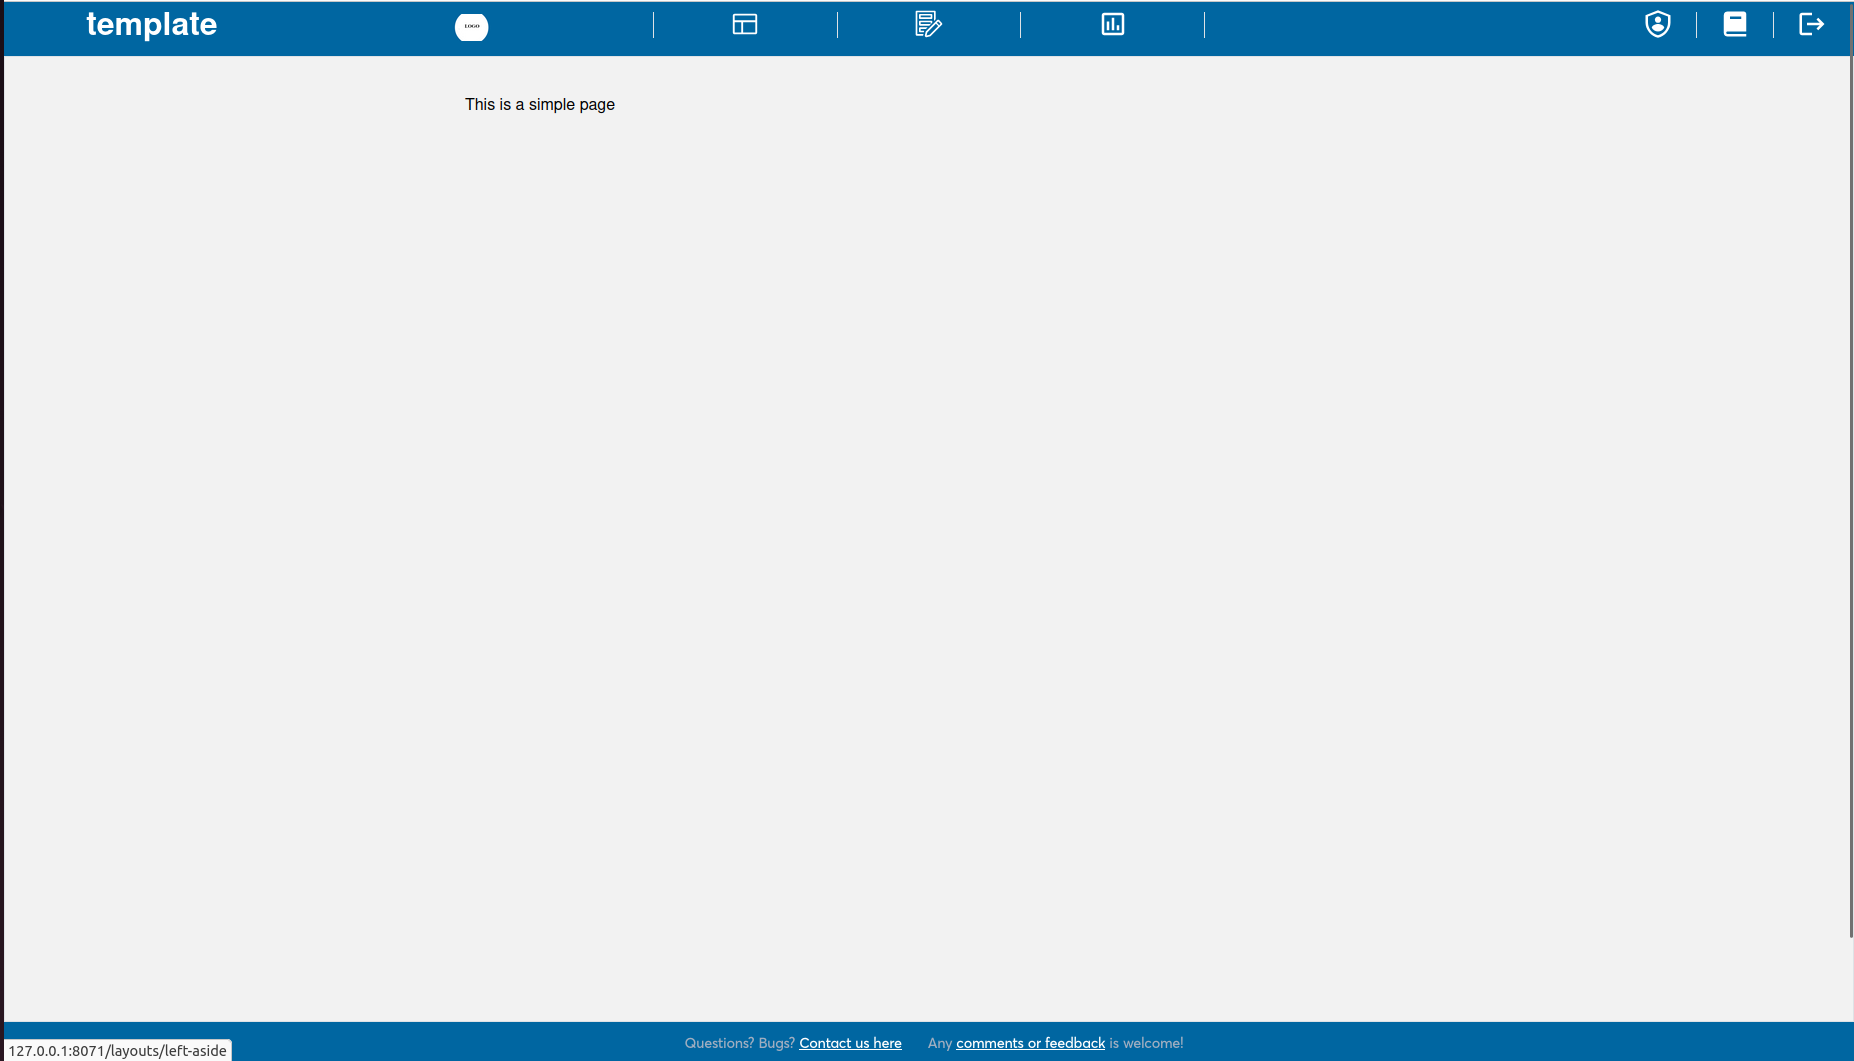 template
LOGO
This is a simple page
Questions? Bugs? Contact us here Any comments or feedback is welcome!
127.0.0.1:8071/layouts/left-aside